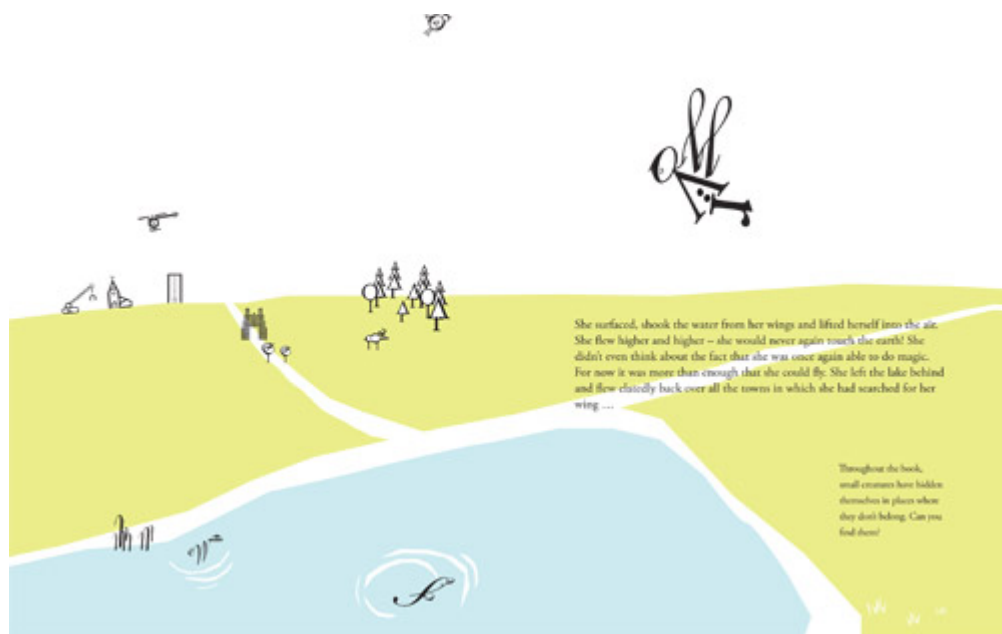 She surfaced, shook the water from her wings and lifted herself into the air.
She flew higher and higher – she would never again touch the earth! She
didn't even think about the fact that she was once again able to do magic.
For now it was more than enough that she could fly. She left the lake behind
and flew elatedly back over all the towns in which she had searched for her
wing ...
Throughout the book,
small creatures have hidden
themselves in places where
they don't belong. Can you
find them?